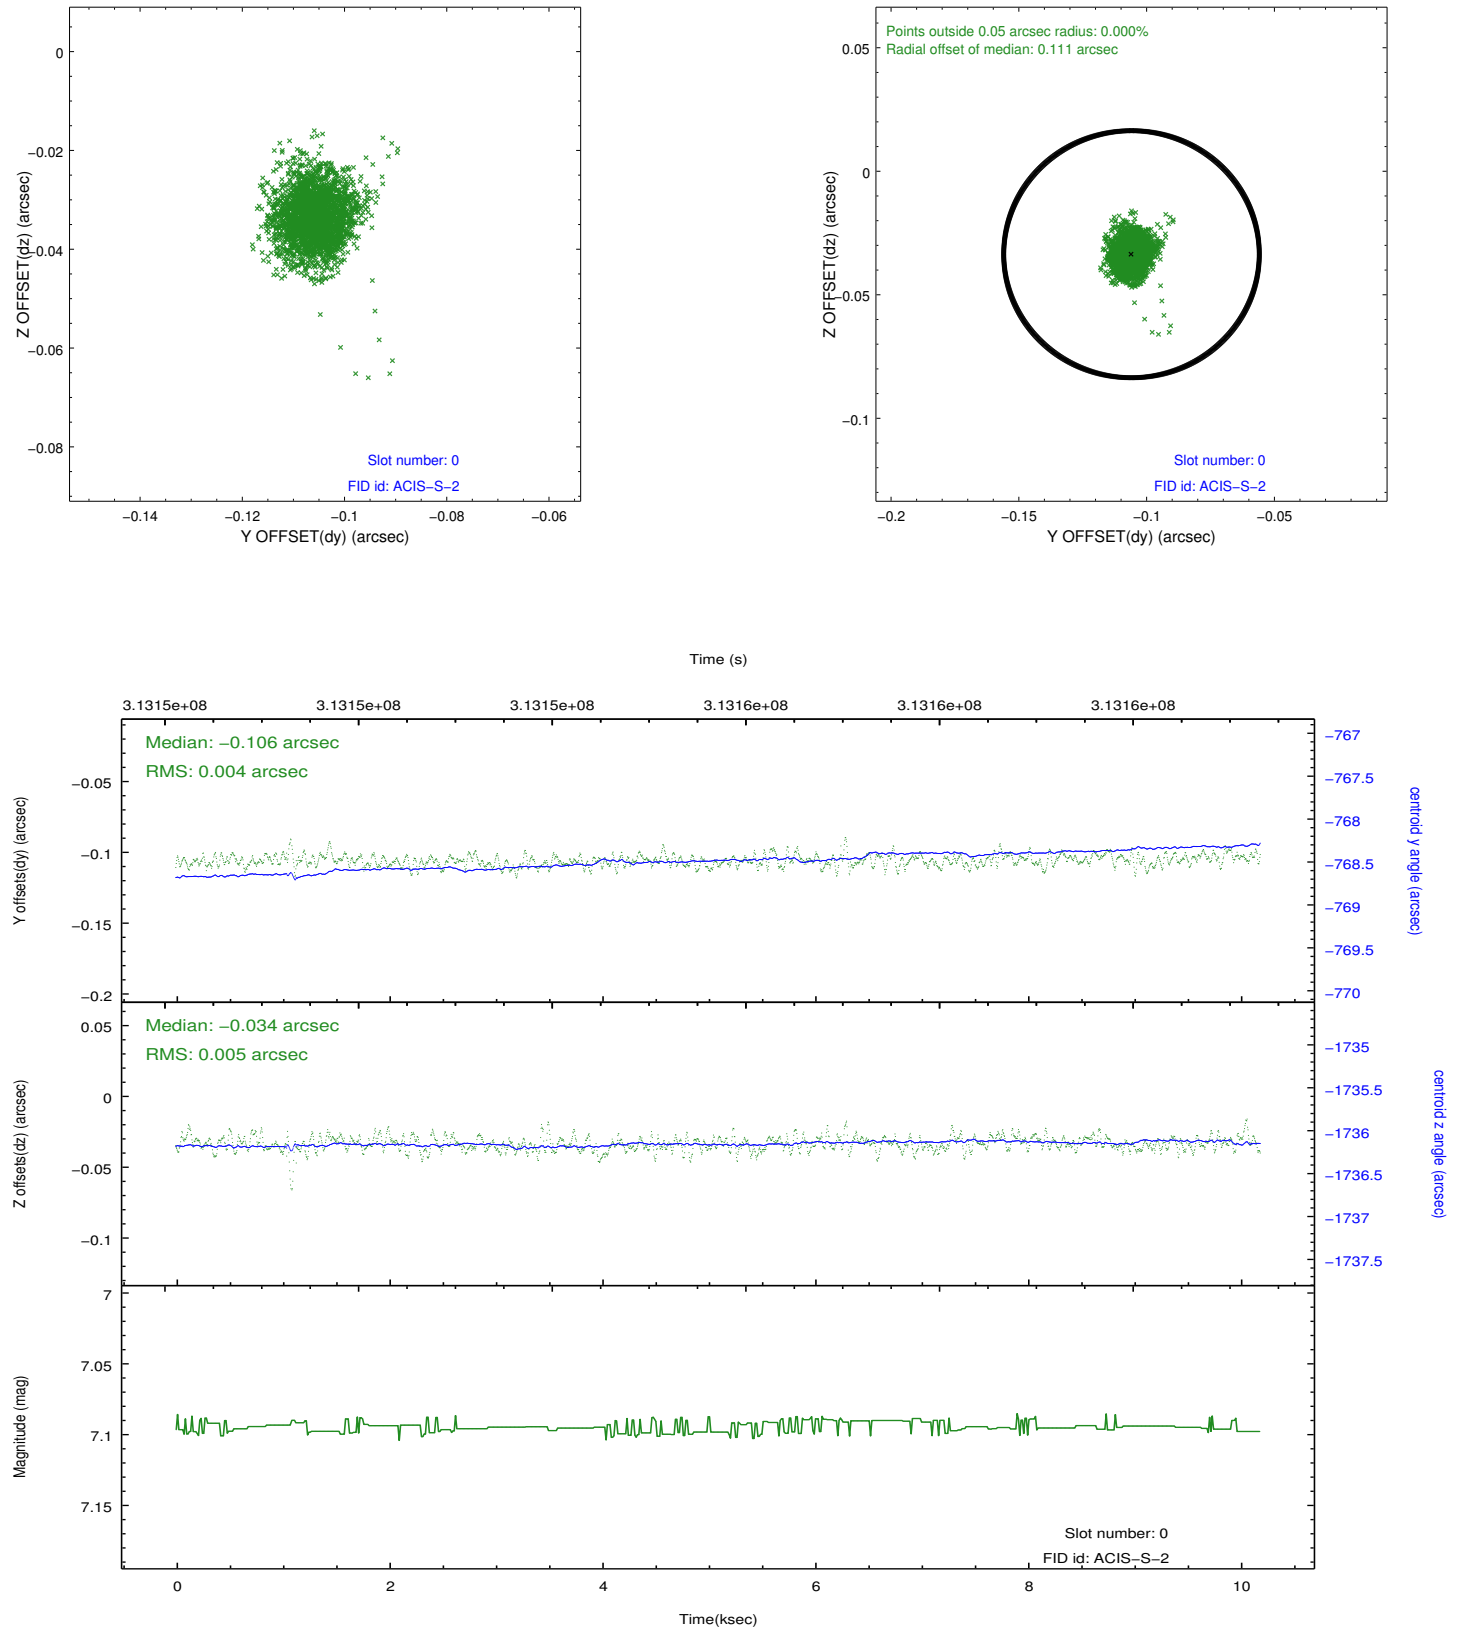 0
−0.02
−0.04
−0.06
−0.08
Z OFFSET(dz) (arcsec)
Slot number: 0
FID id: ACIS−S−2
−0.14
−0.12
−0.1
−0.08
−0.06
Y OFFSET(dy) (arcsec)
Points outside 0.05 arcsec radius: 0.000%
Radial offset of median: 0.111 arcsec
0.05
0
−0.05
−0.1
Z OFFSET(dz) (arcsec)
Slot number: 0
FID id: ACIS−S−2
−0.2
−0.15
−0.1
−0.05
Y OFFSET(dy) (arcsec)
Time (s)
3.1315e+08
3.1315e+08
3.1315e+08
3.1316e+08
3.1316e+08
3.1316e+08
Median: −0.106 arcsec
RMS: 0.004 arcsec
−0.05
−0.1
−0.15
−0.2
Y offsets(dy) (arcsec)
−767
−767.5
−768
−768.5
−769
−769.5
−770
centroid y angle (arcsec)
Median: −0.034 arcsec
RMS: 0.005 arcsec
0.05
0
−0.05
−0.1
Z offsets(dz) (arcsec)
−1735
−1735.5
−1736
−1736.5
−1737
−1737.5
centroid z angle (arcsec)
7
7.05
7.1
7.15
Magnitude (mag)
Slot number: 0
FID id: ACIS−S−2
0
2
4
6
8
10
Time(ksec)